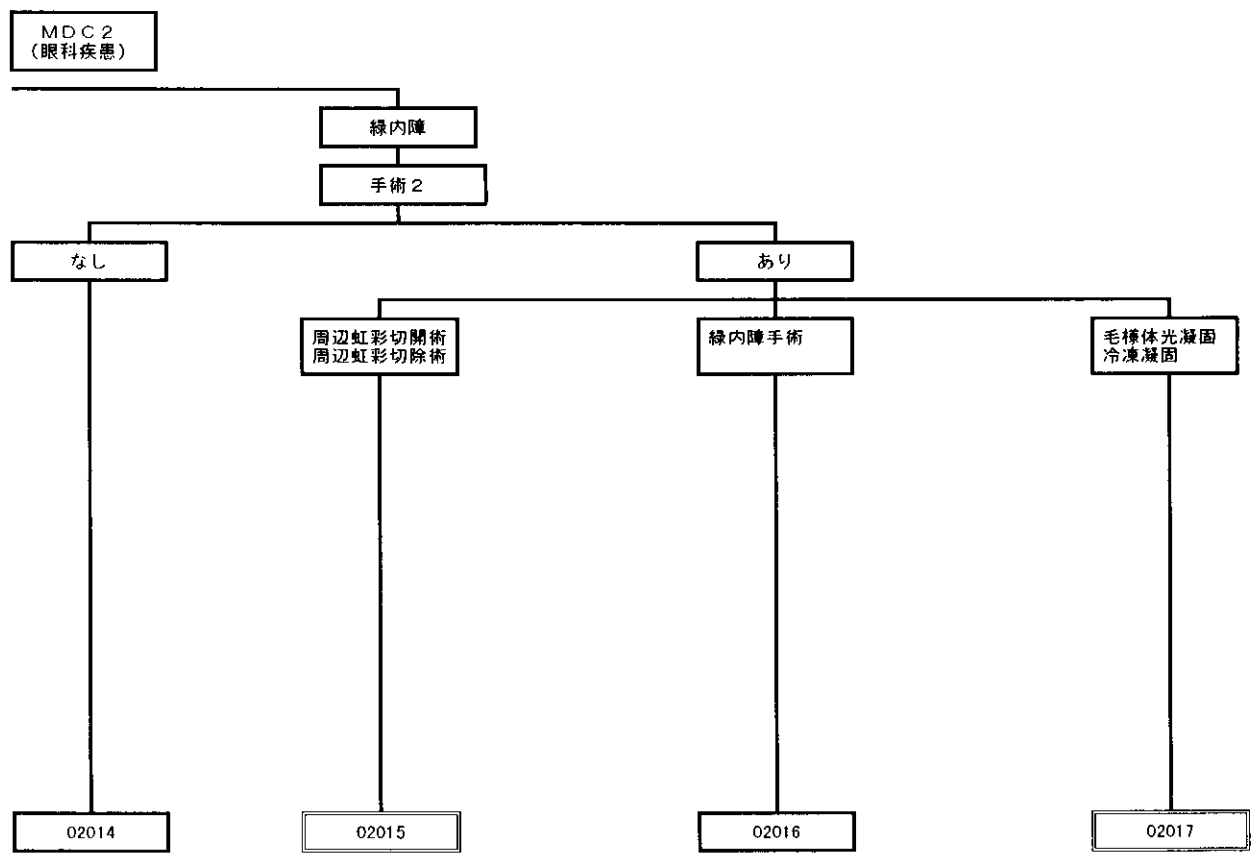 ＭＤＣ２
(眼科疾患)
緑内障
手術２
なし
あり
周辺虹彩切開術
周辺虹彩切除術
緑内障手術
毛様体光凝固
冷凍凝固
02014
02015
02016
02017